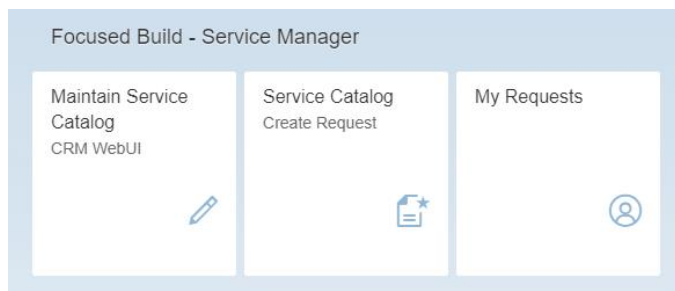 Focused Build - Service Manager
Maintain Service
Catalog
CRM WebUI
Service Catalog
Create Request
My Requests